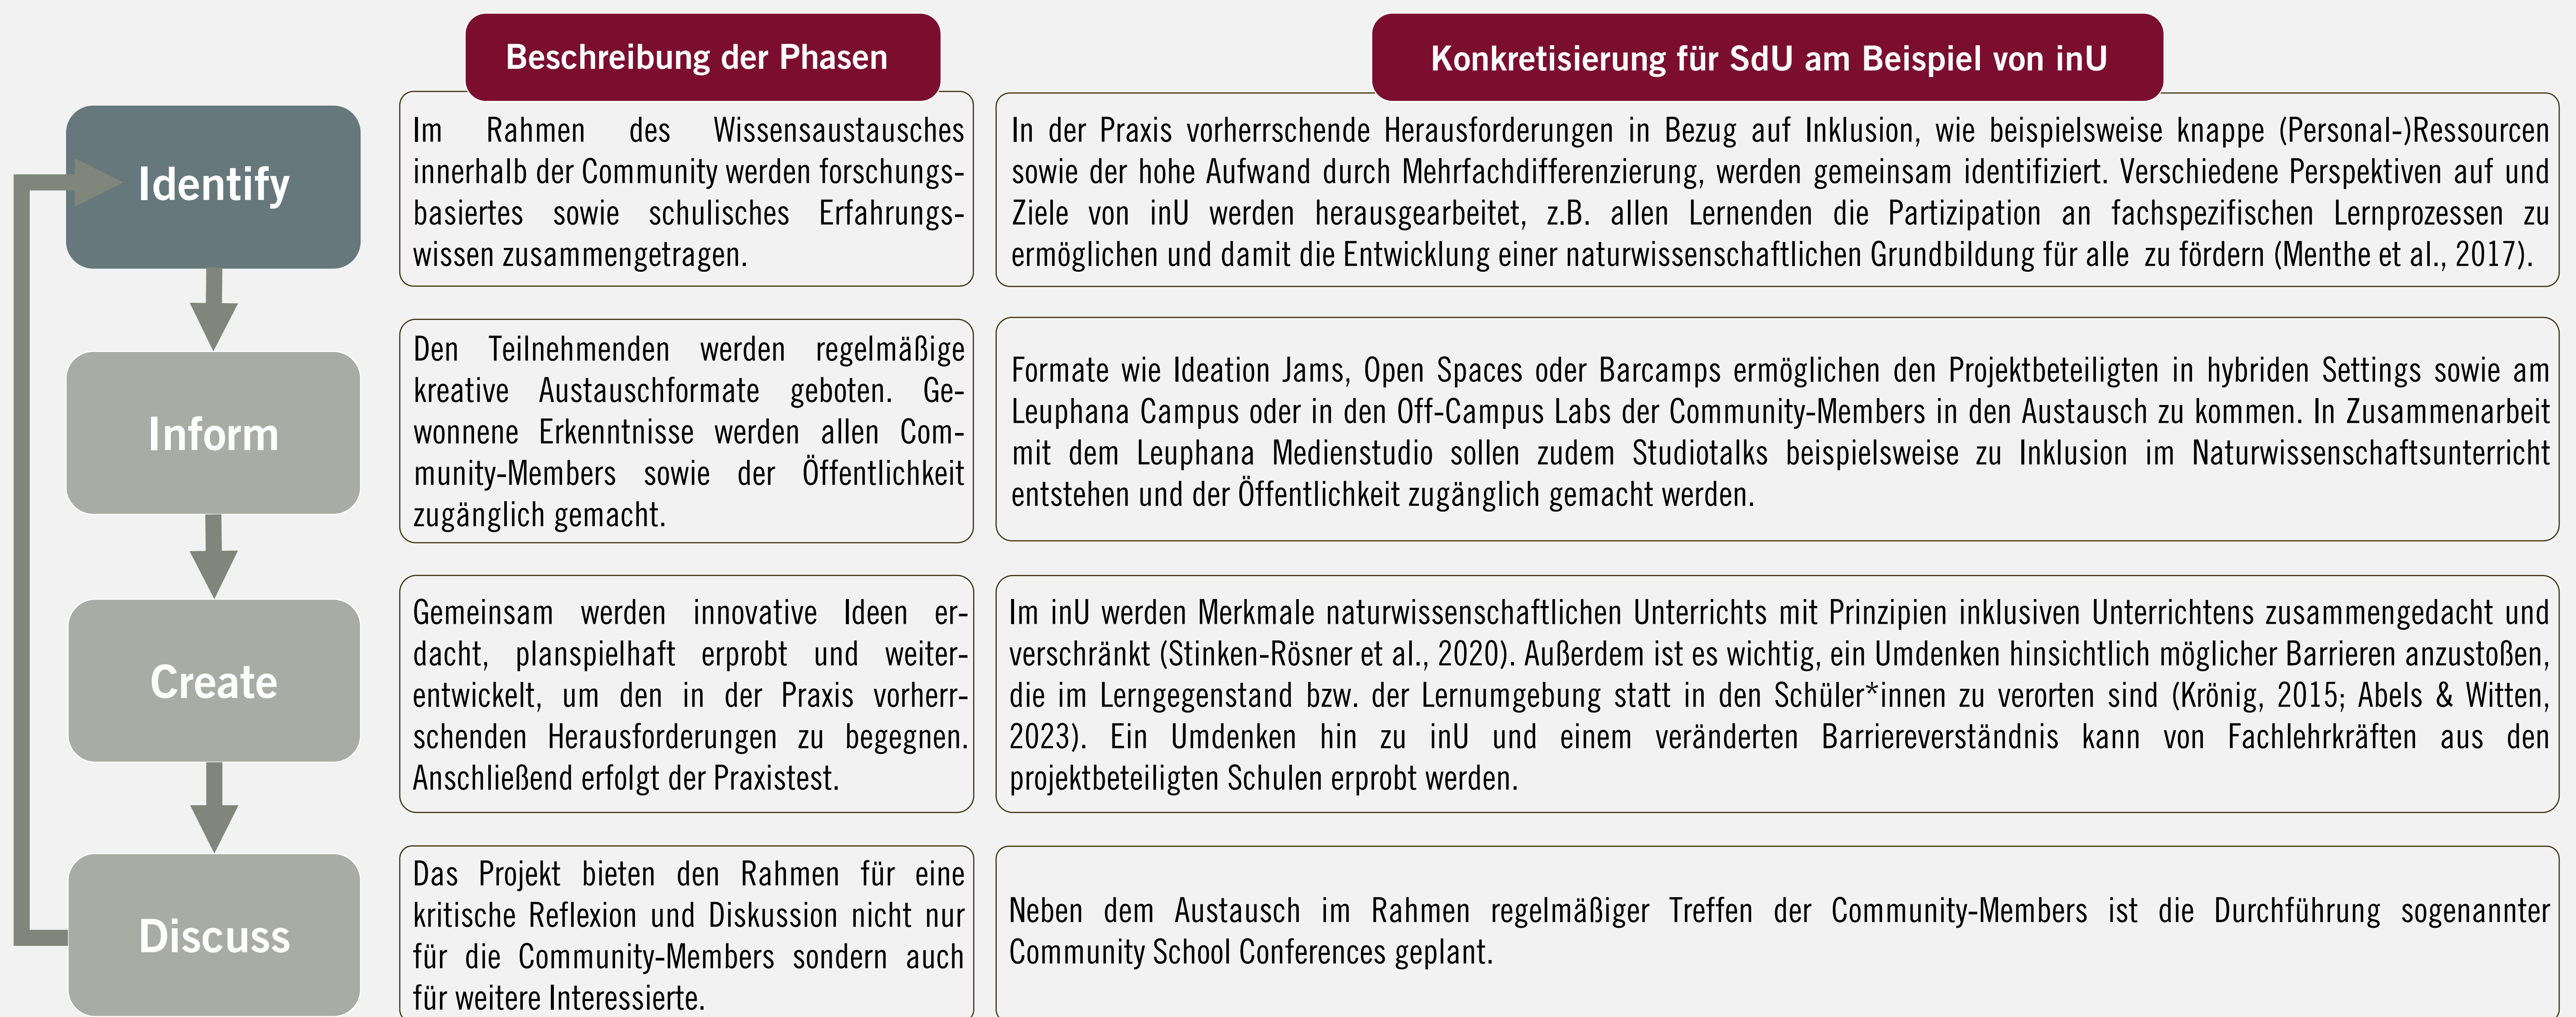 Beschreibung der Phasen
Konkretisierung für SdU am Beispiel von inU
Identify
Im Rahmen des Wissensaustausches
innerhalb der Community werden forschungs-
basiertes sowie schulisches Erfahrungs-
wissen zusammengetragen.
In der Praxis vorherrschende Herausforderungen in Bezug auf Inklusion, wie beispielsweise knappe (Personal-)Ressourcen
sowie der hohe Aufwand durch Mehrfachdifferenzierung, werden gemeinsam identifiziert. Verschiedene Perspektiven auf und
Ziele von inU werden herausgearbeitet, z.B. allen Lernenden die Partizipation an fachspezifischen Lernprozessen zu
ermöglichen und damit die Entwicklung einer naturwissenschaftlichen Grundbildung für alle zu fördern (Menthe et al., 2017).
Inform
Den Teilnehmenden werden regelmäßige
kreative Austauschformate geboten. Ge-
wonnene Erkenntnisse werden allen Com-
munity-Members sowie der Öffentlichkeit
zugänglich gemacht.
Formate wie Ideation Jams, Open Spaces oder Barcamps ermöglichen den Projektbeteiligten in hybriden Settings sowie am
Leuphana Campus oder in den Off-Campus Labs der Community-Members in den Austausch zu kommen. In Zusammenarbeit
mit dem Leuphana Medienstudio sollen zudem Studiotalks beispielsweise zu Inklusion im Naturwissenschaftsunterricht
entstehen und der Öffentlichkeit zugänglich gemacht werden.
Create
Gemeinsam werden innovative Ideen er-
dacht, planspielhaft erprobt und weiter-
entwickelt, um den in der Praxis vorherr-
schenden Herausforderungen zu begegnen.
Anschließend erfolgt der Praxistest.
Im inU werden Merkmale naturwissenschaftlichen Unterrichts mit Prinzipien inklusiven Unterrichtens zusammengedacht und
verschränkt (Stinken-Rösner et al., 2020). Außerdem ist es wichtig, ein Umdenken hinsichtlich möglicher Barrieren anzustoßen,
die im Lerngegenstand bzw. der Lernumgebung statt in den Schüler*innen zu verorten sind (Krönig, 2015; Abels & Witten,
2023). Ein Umdenken hin zu inU und einem veränderten Barriereverständnis kann von Fachlehrkräften aus den
projektbeteiligten Schulen erprobt werden.
Discuss
Das Projekt bieten den Rahmen für eine
kritische Reflexion und Diskussion nicht nur
für die Community-Members sondern auch
für weitere Interessierte.
Neben dem Austausch im Rahmen regelmäßiger Treffen der Community-Members ist die Durchführung sogenannter
Community School Conferences geplant.